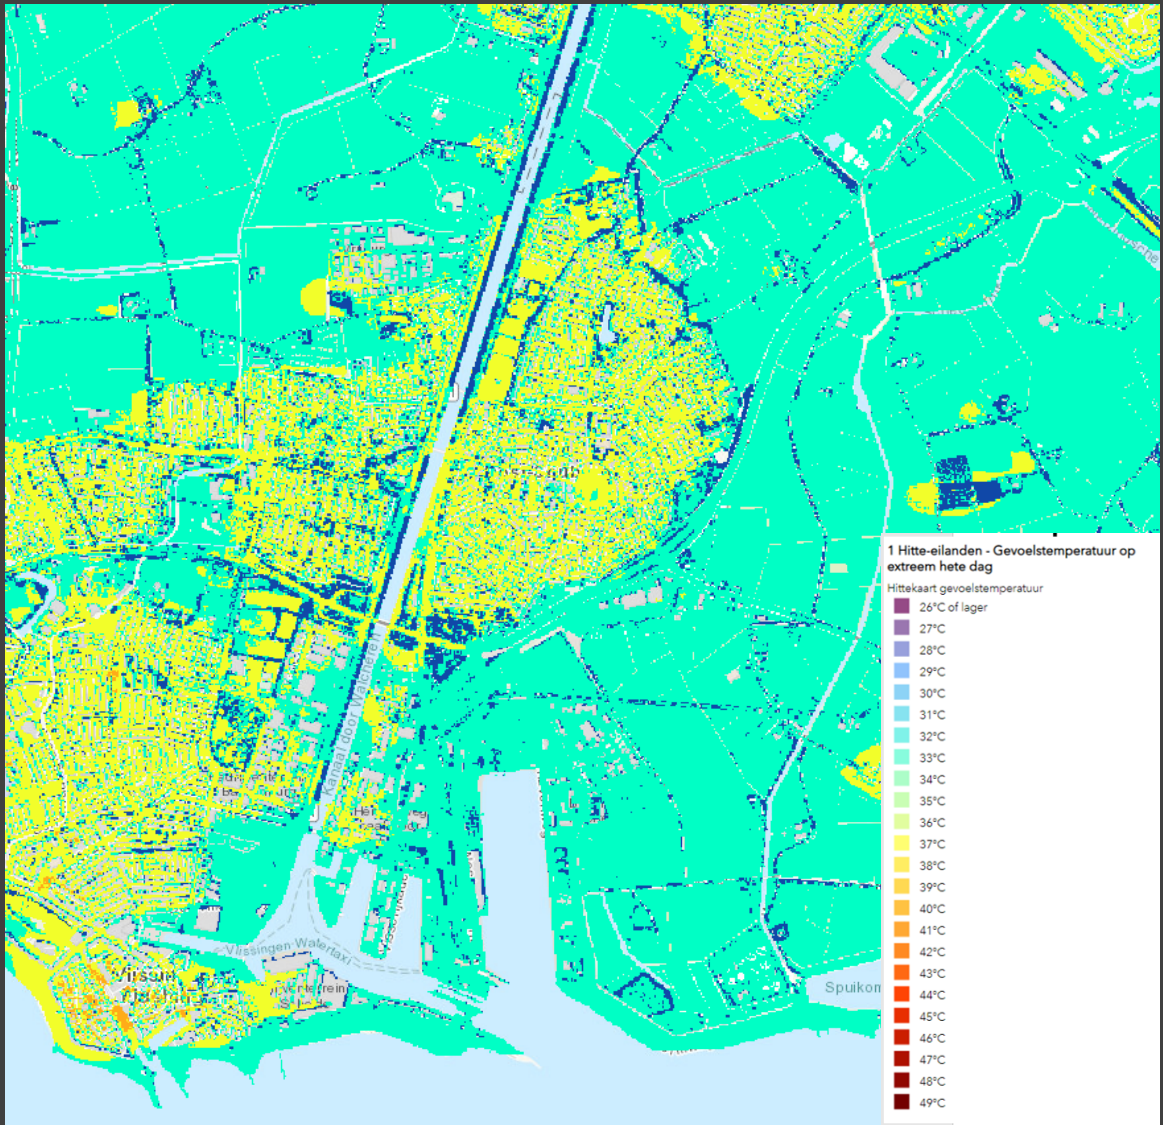 Kanaal door Walcheren
Vlissingen Watertaxi
Spuikom
1 Hitte-eilanden - Gevoelstemperatuur op
extreem hete dag
Hittekaart gevoelstemperatuur
26°C of lager
27°C
28°C
29°C
30°C
31°C
32°C
33°C
34°C
35°C
36°C
37°C
38°C
39°C
40°C
41°C
42°C
43°C
44°C
45°C
46°C
47°C
48°C
49°C